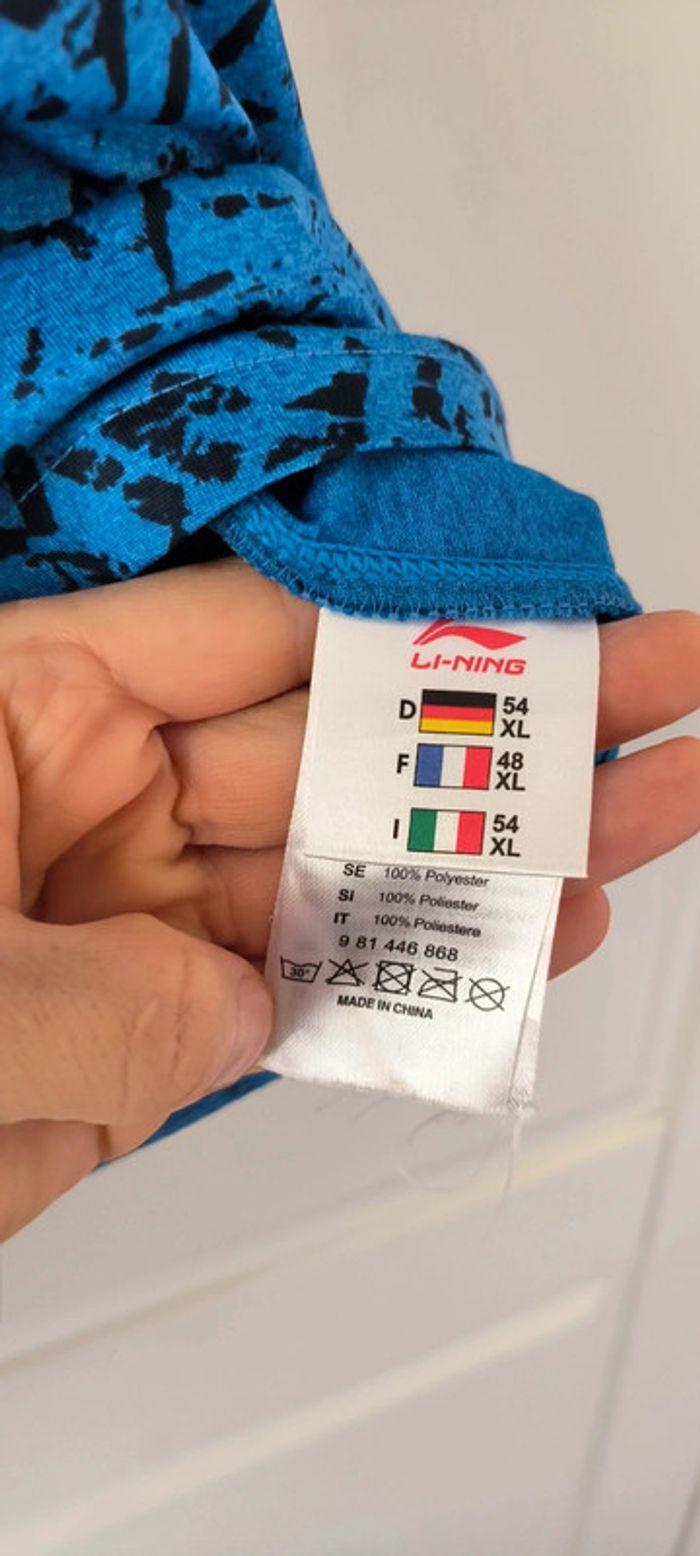 LI-NING
D 54 XL
F 48 XL
I 54 XL
SE 100% Polyester
SI 100% Poliester
IT 100% Poliestere
9 81 446 868
30°
MADE IN CHINA